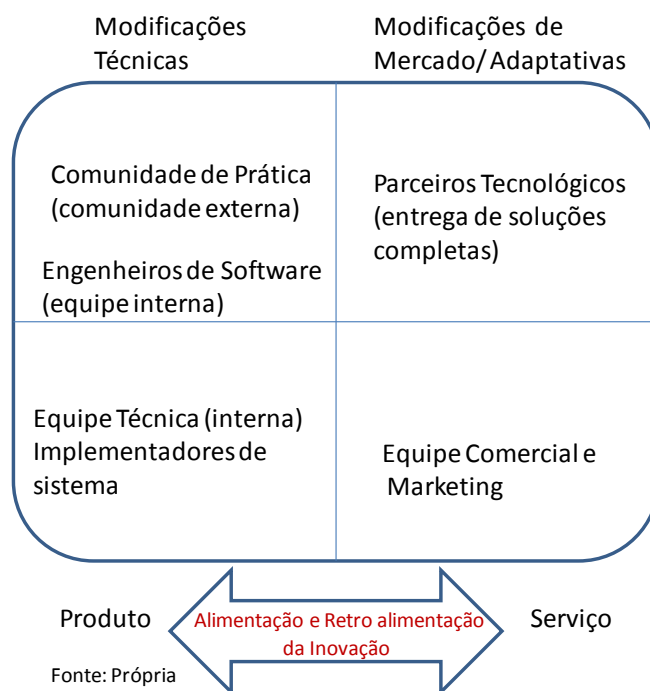 Modificações
Técnicas
Modificações de
Mercado/Adaptativas
Comunidade de Prática
(comunidade externa)
Engenheiros de Software
(equipe interna)
Parceiros Tecnológicos
(entrega de soluções
completas)
Equipe Técnica (interna)
Implementadores de
sistema
Equipe Comercial e
Marketing
Produto
Alimentação e Retro alimentação
da Inovação
Serviço
Fonte: Própria